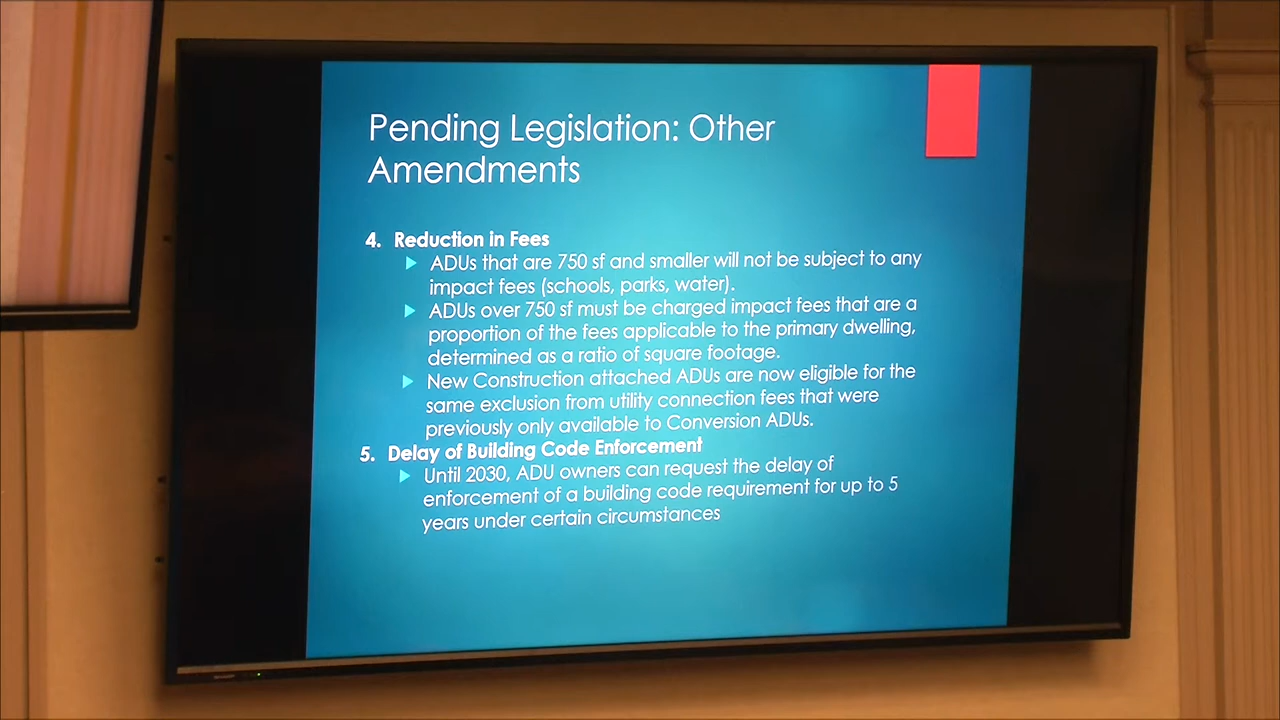 Pending Legislation: Other
Amendments
4. Reduction in Fees
ADUs that are 750 sf and smaller will not be subject to any
impact fees (schools, parks, water).
ADUs over 750 sf must be charged impact fees that are a
proportion of the fees applicable to the primary dwelling,
determined as a ratio of square footage.
New Construction attached ADUs are now eligible for the
same exclusion from utility connection fees that were
previously only available to Conversion ADUs.
5. Delay of Building Code Enforcement
Until 2030, ADU owners can request the delay of
enforcement of a building code requirement for up to 5
years under certain circumstances